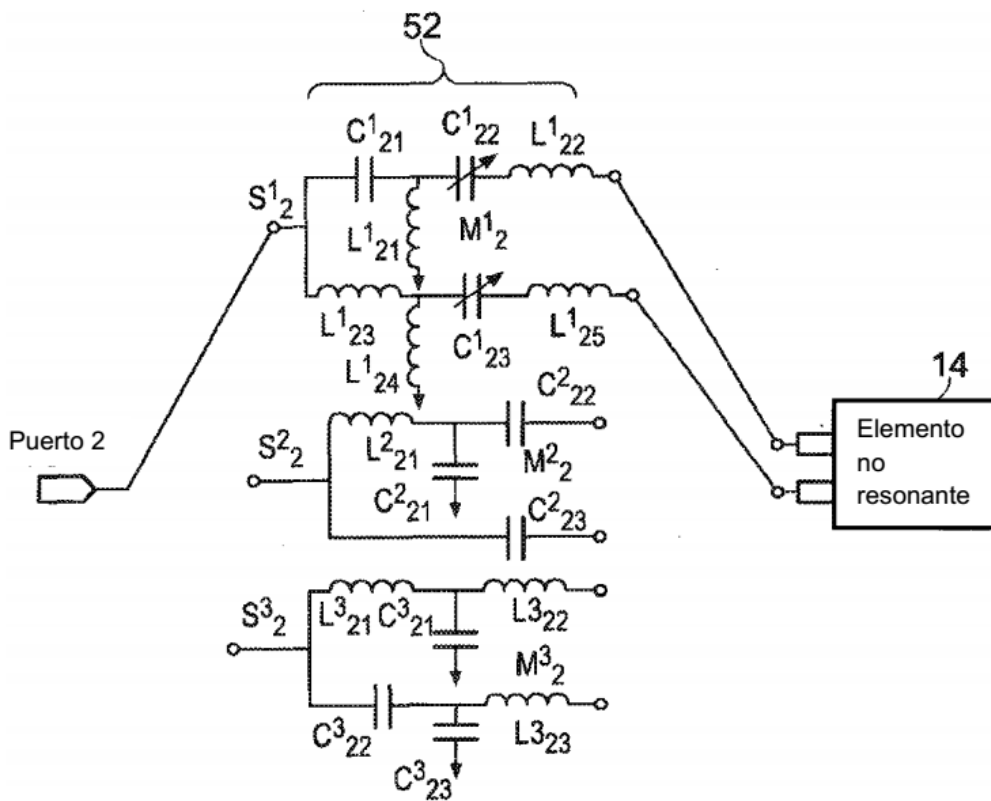 52
C¹₂₁
C¹₂₂
L¹₂₂
S¹₂
L¹₂₁
M¹₂
L¹₂₃
C¹₂₃
L¹₂₅
L¹₂₄
14
C²₂₂
Puerto 2
S²₂
L²₂₁
M²₂
Elemento
no
resonante
C²₂₁
C²₂₃
S³₂
L³₂₁
C³₂₁
L3₂₂
M³₂
C³₂₂
L3₂₃
C³₂₃